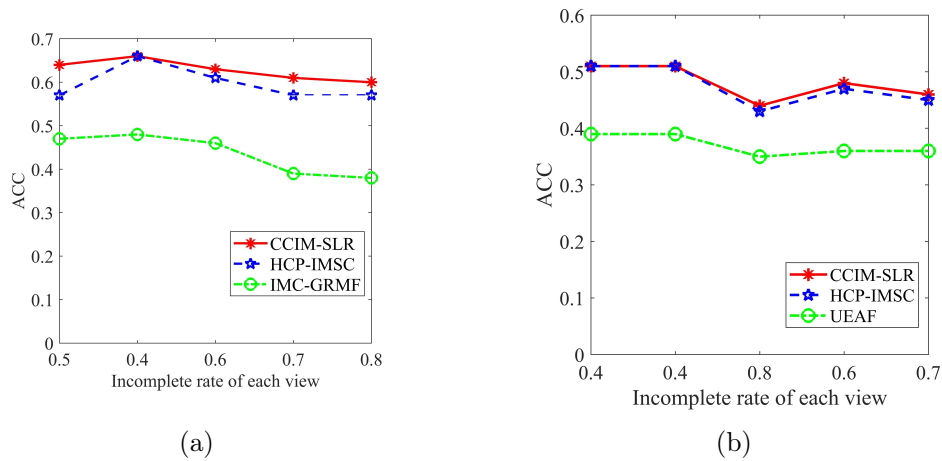 0.7
0.6
0.5
0.4
0.3
0.2
0.1
0
ACC
CCIM-SLR
HCP-IMSC
IMC-GRMF
0.5 0.4 0.6 0.7 0.8
Incomplete rate of each view
(a)
0.6
0.5
0.4
0.3
0.2
0.1
0
ACC
CCIM-SLR
HCP-IMSC
UEAF
0.4 0.4 0.8 0.6 0.7
Incomplete rate of each view
(b)